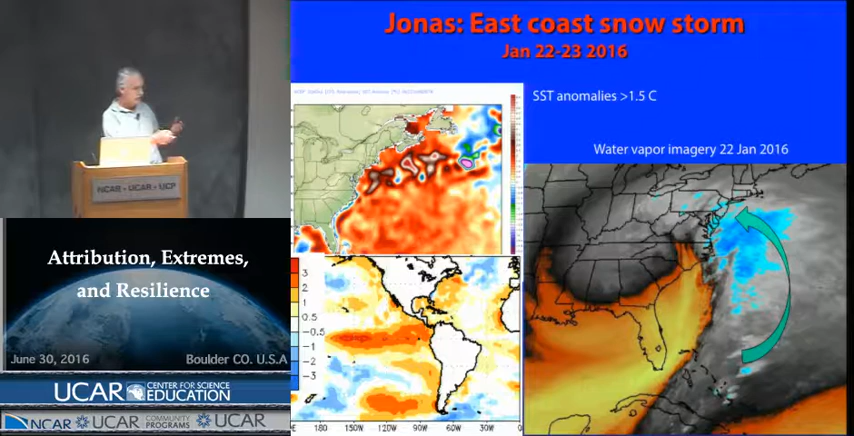 Jonas: East coast snow storm
Jan 22-23 2016
SST anomalies >1.5 C
Water vapor imagery 22 Jan 2016
NCAR • UCAR • UCP
Attribution, Extremes,
and Resilience
June 30, 2016
Boulder CO. U.S.A
UCAR CENTER FOR SCIENCE
EDUCATION
NCAR UCAR COMMUNITY PROGRAMS UCAR
3
2
1
0.5
-0.5
-1
-2
-3
E 180 150W 120W 90W 60W 30W 0